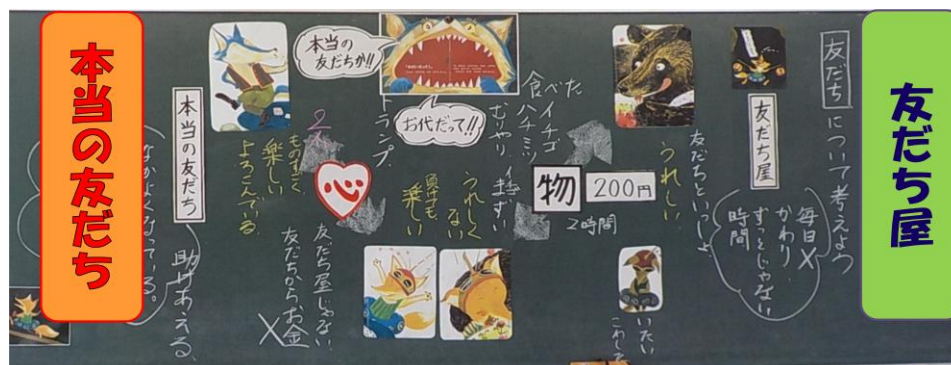 友だち屋
友だちについて考えよう
毎日✕
かわり
ずっとじゃない
時間
友だち屋
友だちといっしょ
うれしい
いたい
こわした
物
200円
2時間
食べた
イチゴ
ハチミツ
むりやり
まずい
うれしく
ない
負けても、
楽しい
本当の
友だちか!!
お代だって!!
トランプ
心
ものすごく
楽しい
よろこんでいる
友だち屋じゃない
友だちからお金
✕
本当の友だち
助けあえる、
なかよくなっている。
本当の友だち